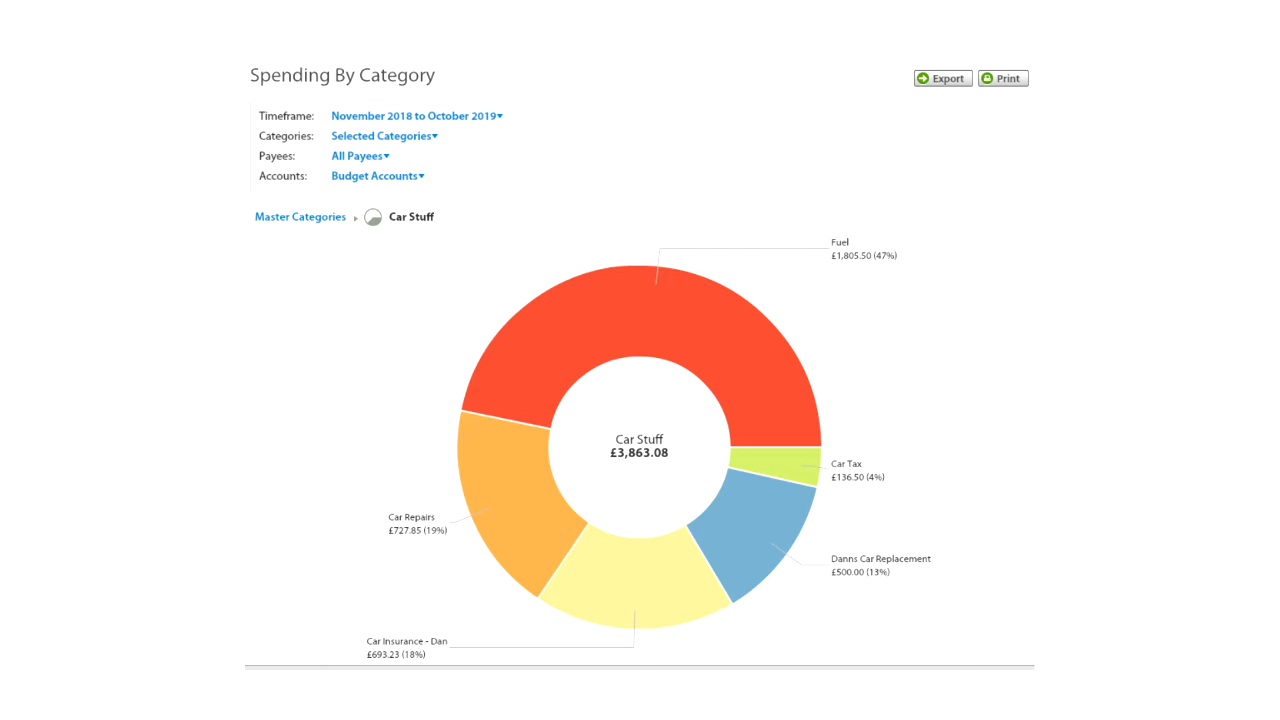 Spending By Category
Export
Print
Timeframe: November 2018 to October 2019
Categories: Selected Categories
Payees: All Payees
Accounts: Budget Accounts
Master Categories Car Stuff
Fuel
£1,805.50 (47%)
Car Stuff
£3,863.08
Car Tax
£136.50 (4%)
Car Repairs
£727.85 (19%)
Danns Car Replacement
£500.00 (13%)
Car Insurance - Dan
£693.23 (18%)